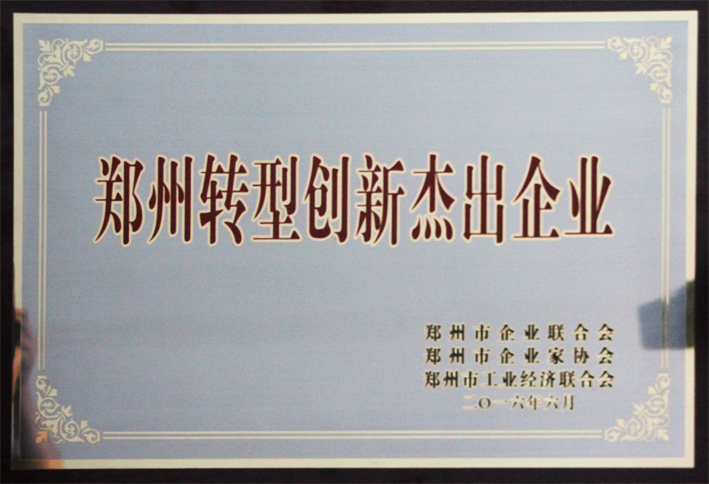 郑州转型创新杰出企业
郑州市企业联合会
郑州市企业家协会
郑州市工业经济联合会
二〇一六年六月